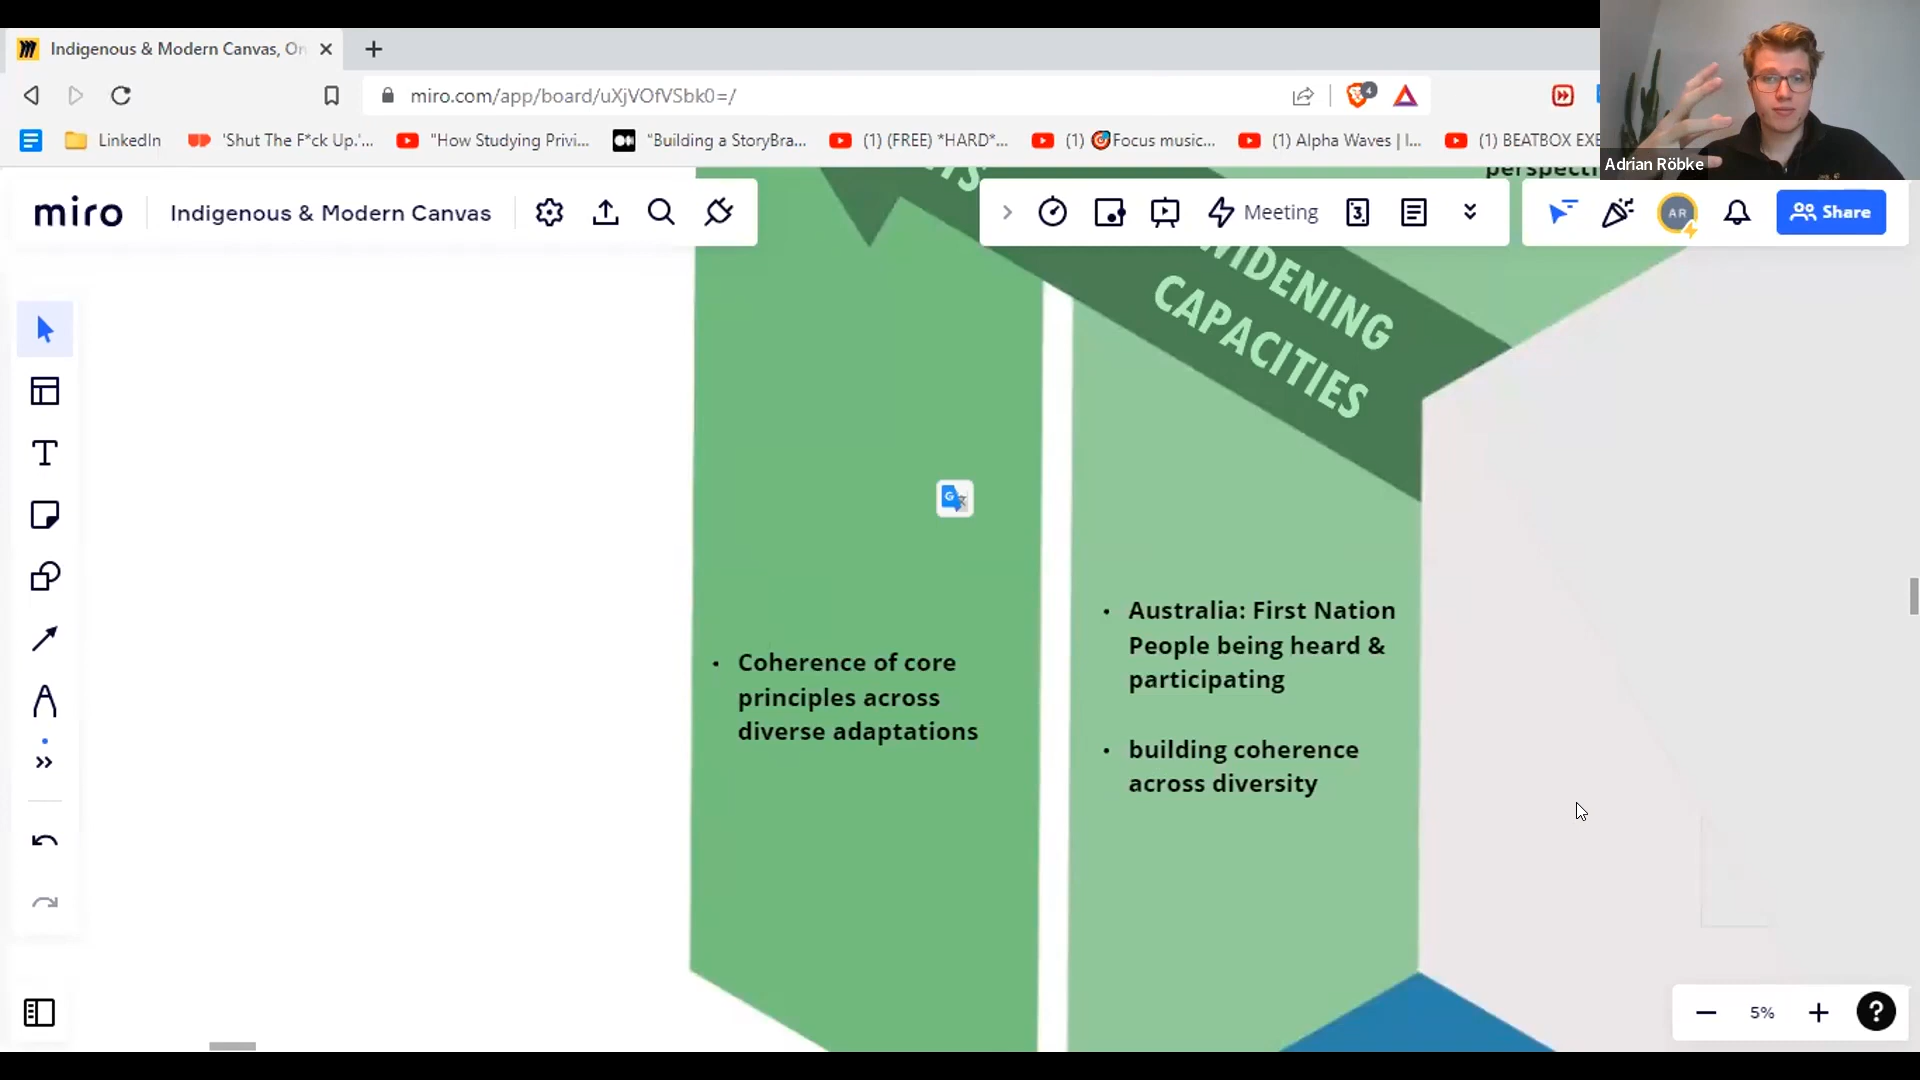 Indigenous & Modern Canvas, On
miro.com/app/board/uXjVOfVSbk0=/
4
LinkedIn
'Shut The F*ck Up.'...
"How Studying Privi...
"Building a StoryBra...
(1) (FREE) *HARD*...
(1) Focus music...
(1) Alpha Waves | I...
(1) BEATBOX EXE
Adrian Röbke
miro
Indigenous & Modern Canvas
Meeting
3
AR
Share
WIDENING
CAPACITIES
Coherence of core
principles across
diverse adaptations
Australia: First Nation
People being heard &
participating
building coherence
across diversity
5%
?